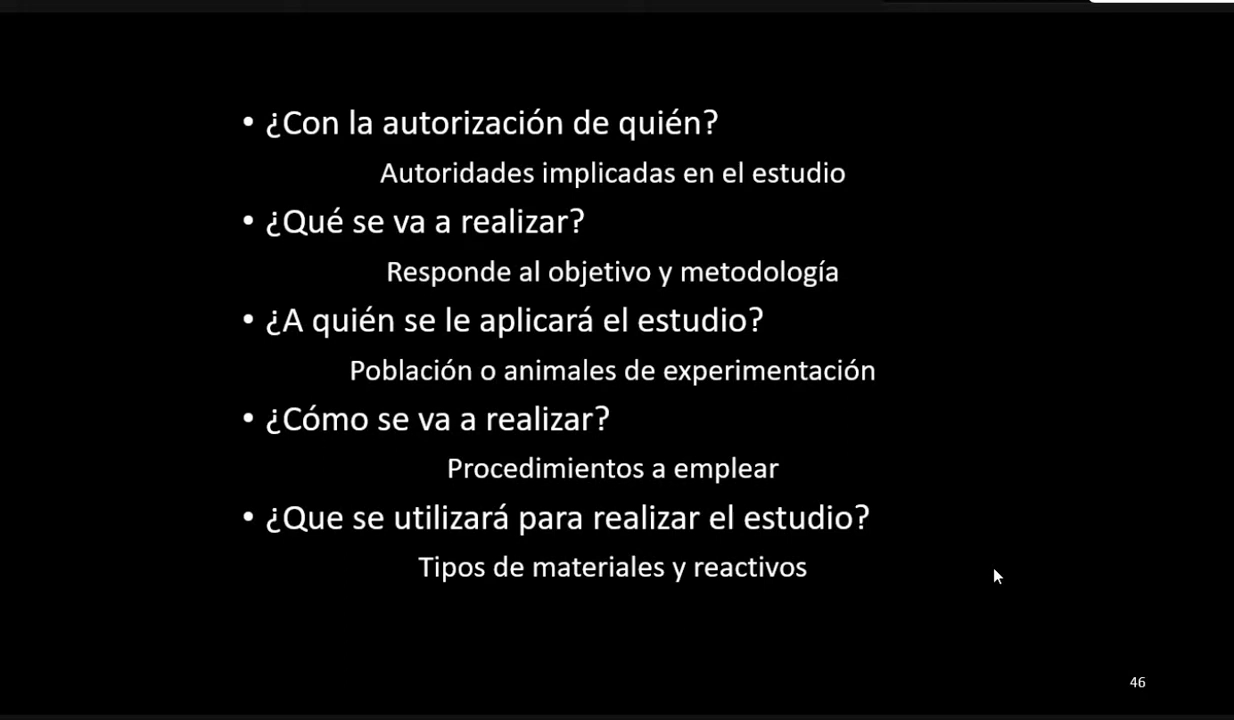 • ¿Con la autorización de quién?
Autoridades implicadas en el estudio
• ¿Qué se va a realizar?
Responde al objetivo y metodología
• ¿A quién se le aplicará el estudio?
Población o animales de experimentación
• ¿Cómo se va a realizar?
Procedimientos a emplear
• ¿Que se utilizará para realizar el estudio?
Tipos de materiales y reactivos
46